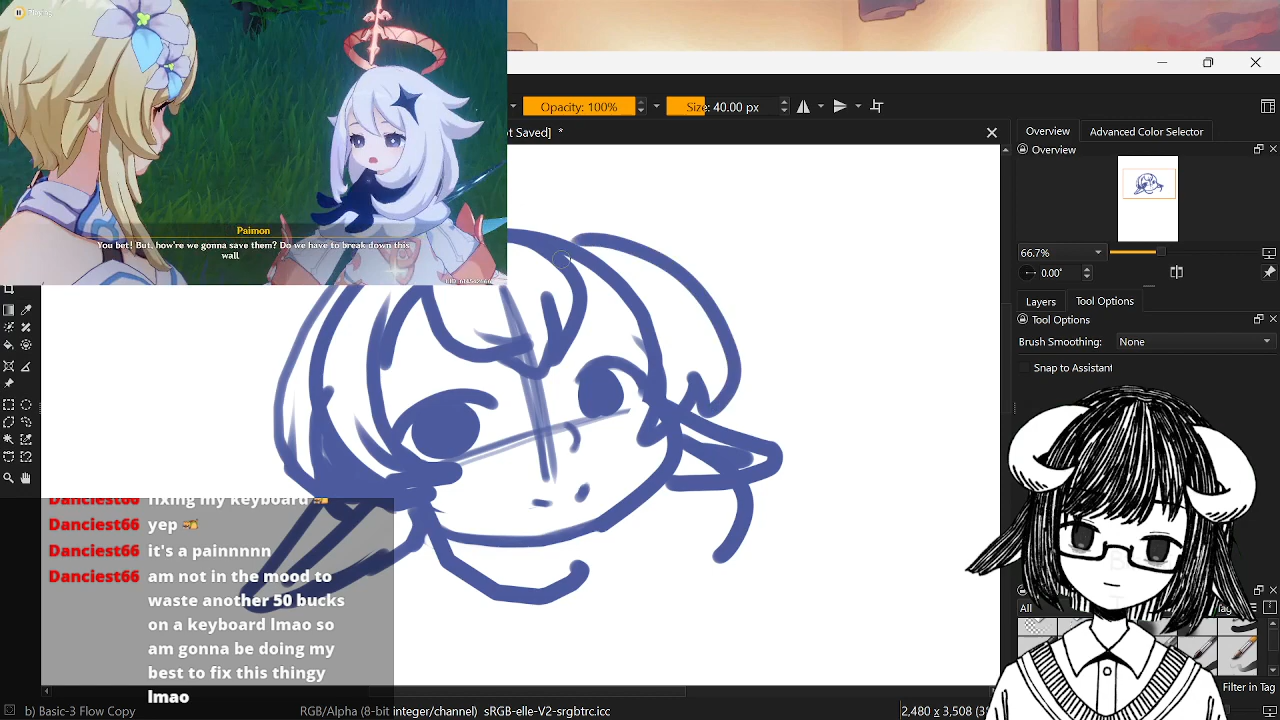 Playing
Paimon
You bet! But, how're we gonna save them? Do we have to break down this
wall
Opacity: 100%
Size: 40.00 px
ot Saved] *
Overview
Advanced Color Selector
Overview
66.7%
0.00°
Layers
Tool Options
Tool Options
Brush Smoothing:
None
Snap to Assistant
Danciest66 fixing my keyboard
Danciest66 yep
Danciest66 it's a painnnnn
Danciest66 am not in the mood to
waste another 50 bucks
on a keyboard lmao so
am gonna be doing my
best to fix this thingy
lmao
All
Filter in Tag
b) Basic-3 Flow Copy
RGB/Alpha (8-bit integer/channel) sRGB-elle-V2-srgbtrc.icc
2,480 x 3,508 (3